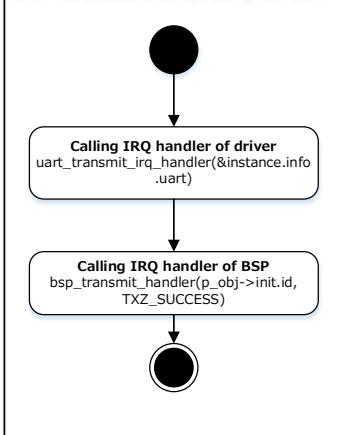 Calling IRQ handler of driver
uart_transmit_irq_handler(&instance.info
.uart)
Calling IRQ handler of BSP
bsp_transmit_handler(p_obj->init.id,
TXZ_SUCCESS)